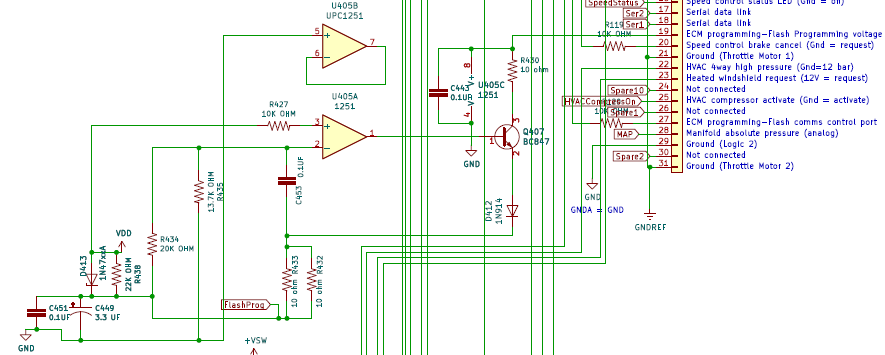 Speed control status LED (Gnd = on)
SpeedStatus
17 Serial data link
Ser2
18 Serial data link
Ser1
19 ECM programming-Flash Programming voltage
R119
10K OHM
20 Speed control brake cancel (Gnd = request)
21 Ground (Throttle Motor 1)
22 HVAC 4way high pressure (Gnd=12 bar)
23 Heated windshield request (12V = request)
24 Not connected
Spare10
25 HVAC compressor activate (Gnd = activate)
HVACCompressOn
26 Not connected
Spare1
27 ECM programming-Flash comms control port
28 Manifold absolute pressure (analog)
MAP
29 Ground (Logic 2)
30 Not connected
Spare2
31 Ground (Throttle Motor 2)
GND
GNDA = GND
GNDREF
U405B
UPC1251
5
6
7
+
−
U405A
1251
3
2
1
+
−
R427
10K OHM
C443
0.1UF
8
V+
V-
4
U405C
1251
GND
R430
10 ohm
Q407
BC847
1
2
3
D412
1N914
C453
0.1UF
13.7K OHM
R435
R434
20K OHM
VDD
D413
1N47xxA
22K OHM
R438
R433
10 ohm
R432
10 ohm
FlashProg
C451
0.1UF
C449
3.3 UF
GND
+VSW